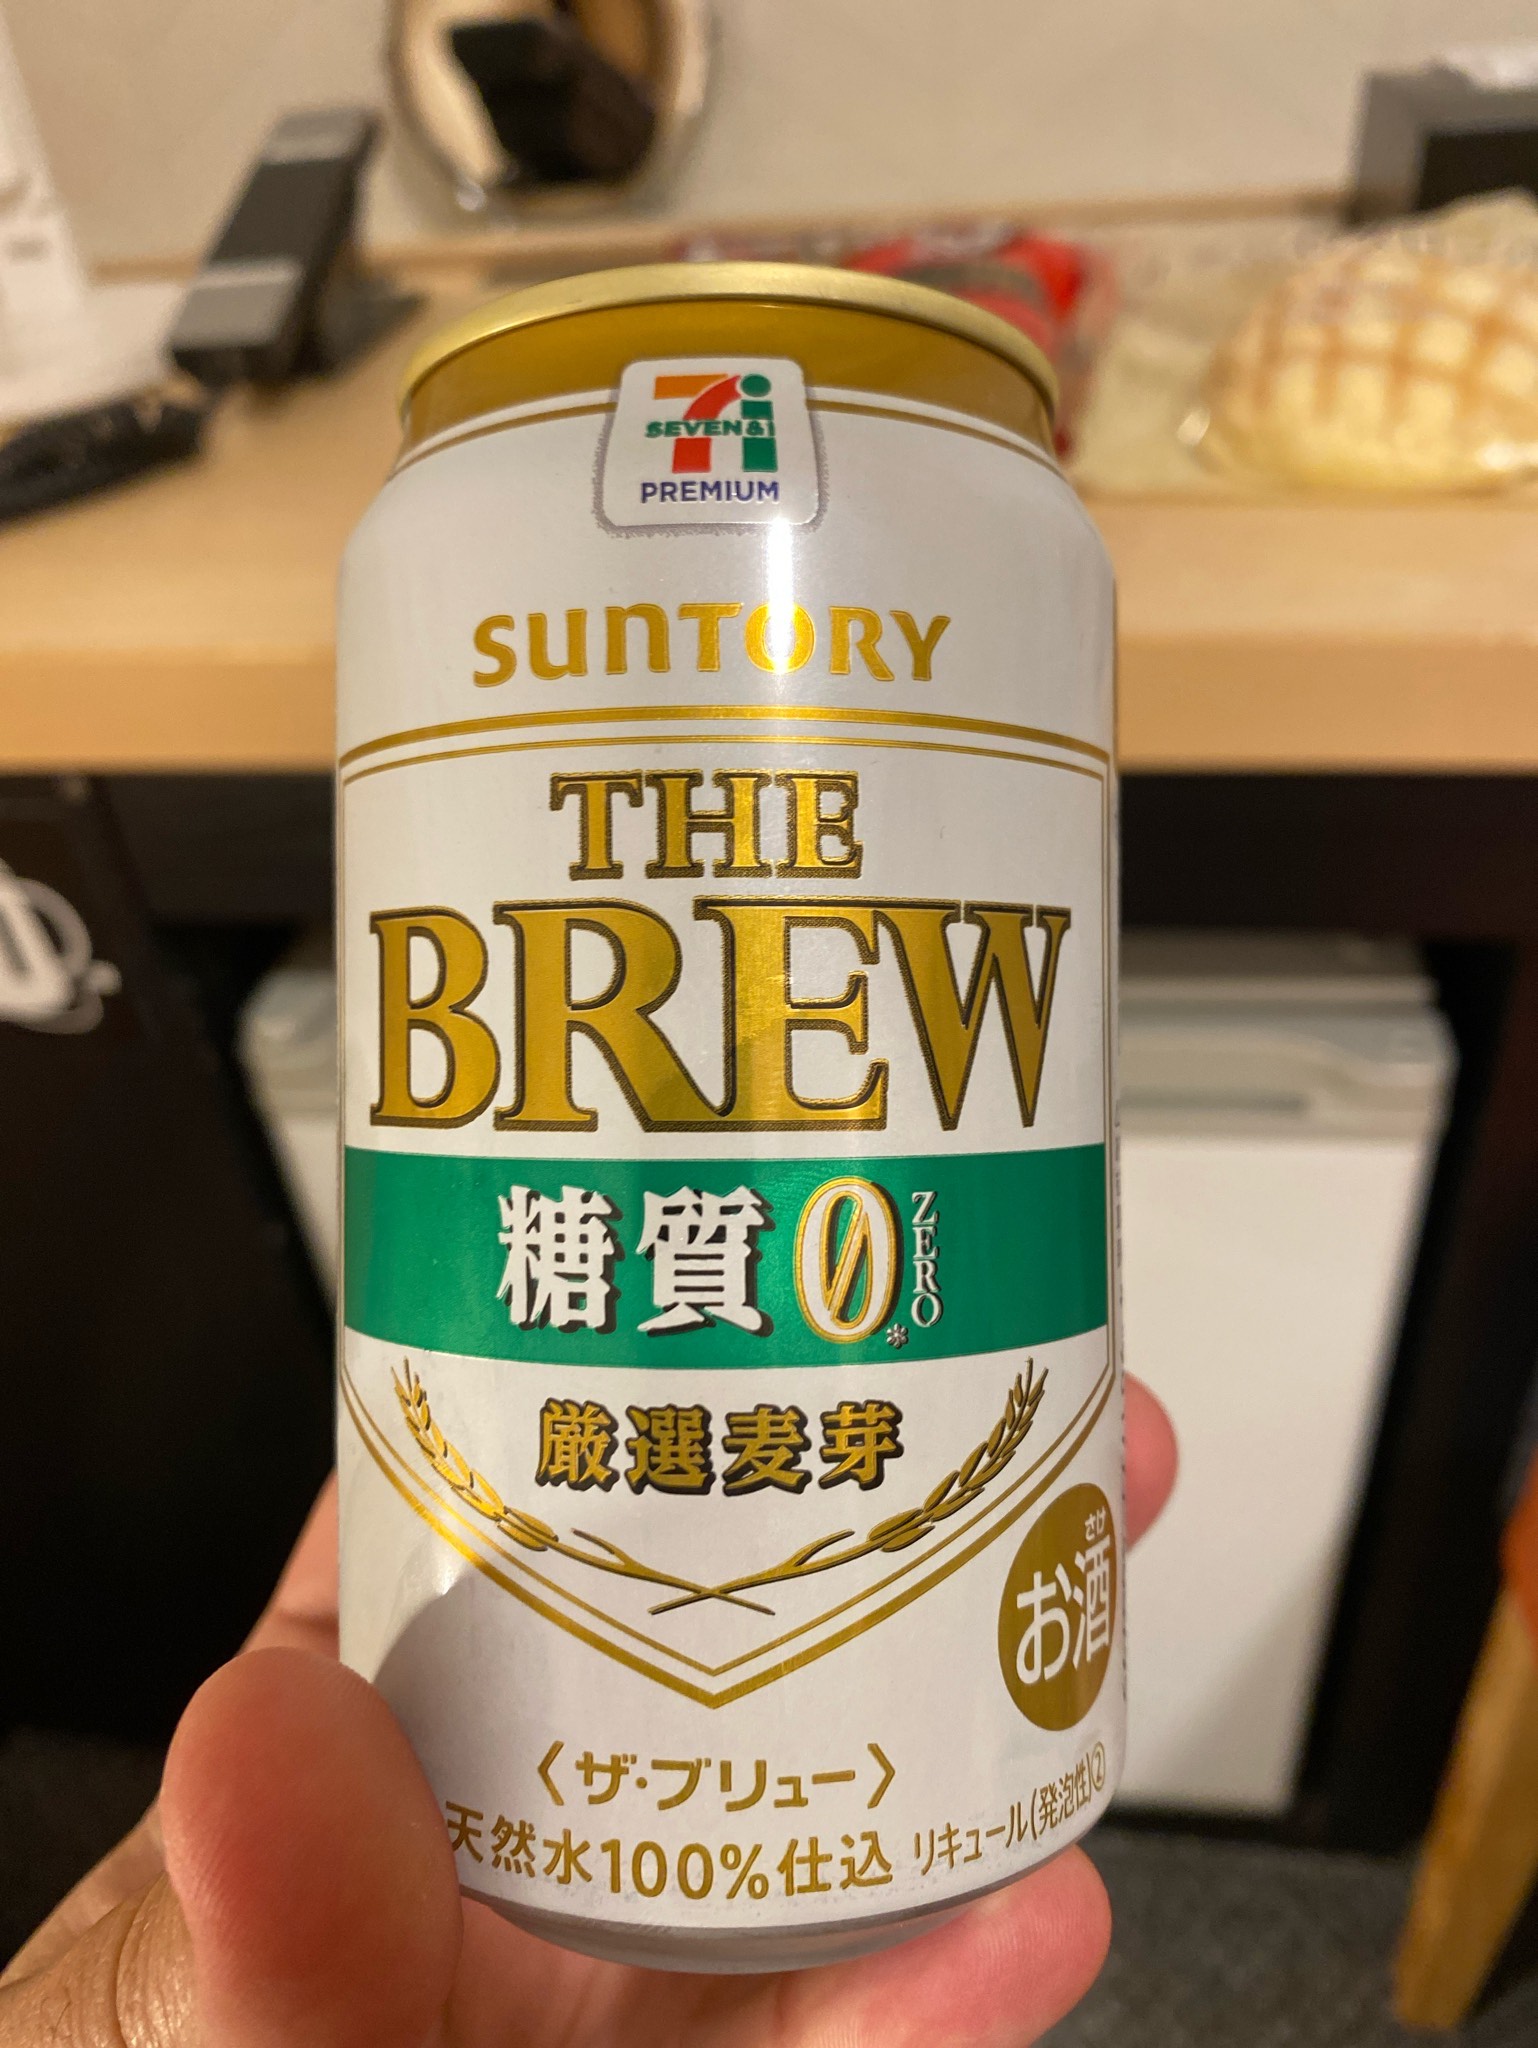 7i
SEVEN&i
PREMIUM
SUNTORY
THE
BREW
糖質0※ ZERO
厳選麦芽
さけ
お酒
〈ザ・ブリュー〉
天然水100%仕込 リキュール(発泡性)②